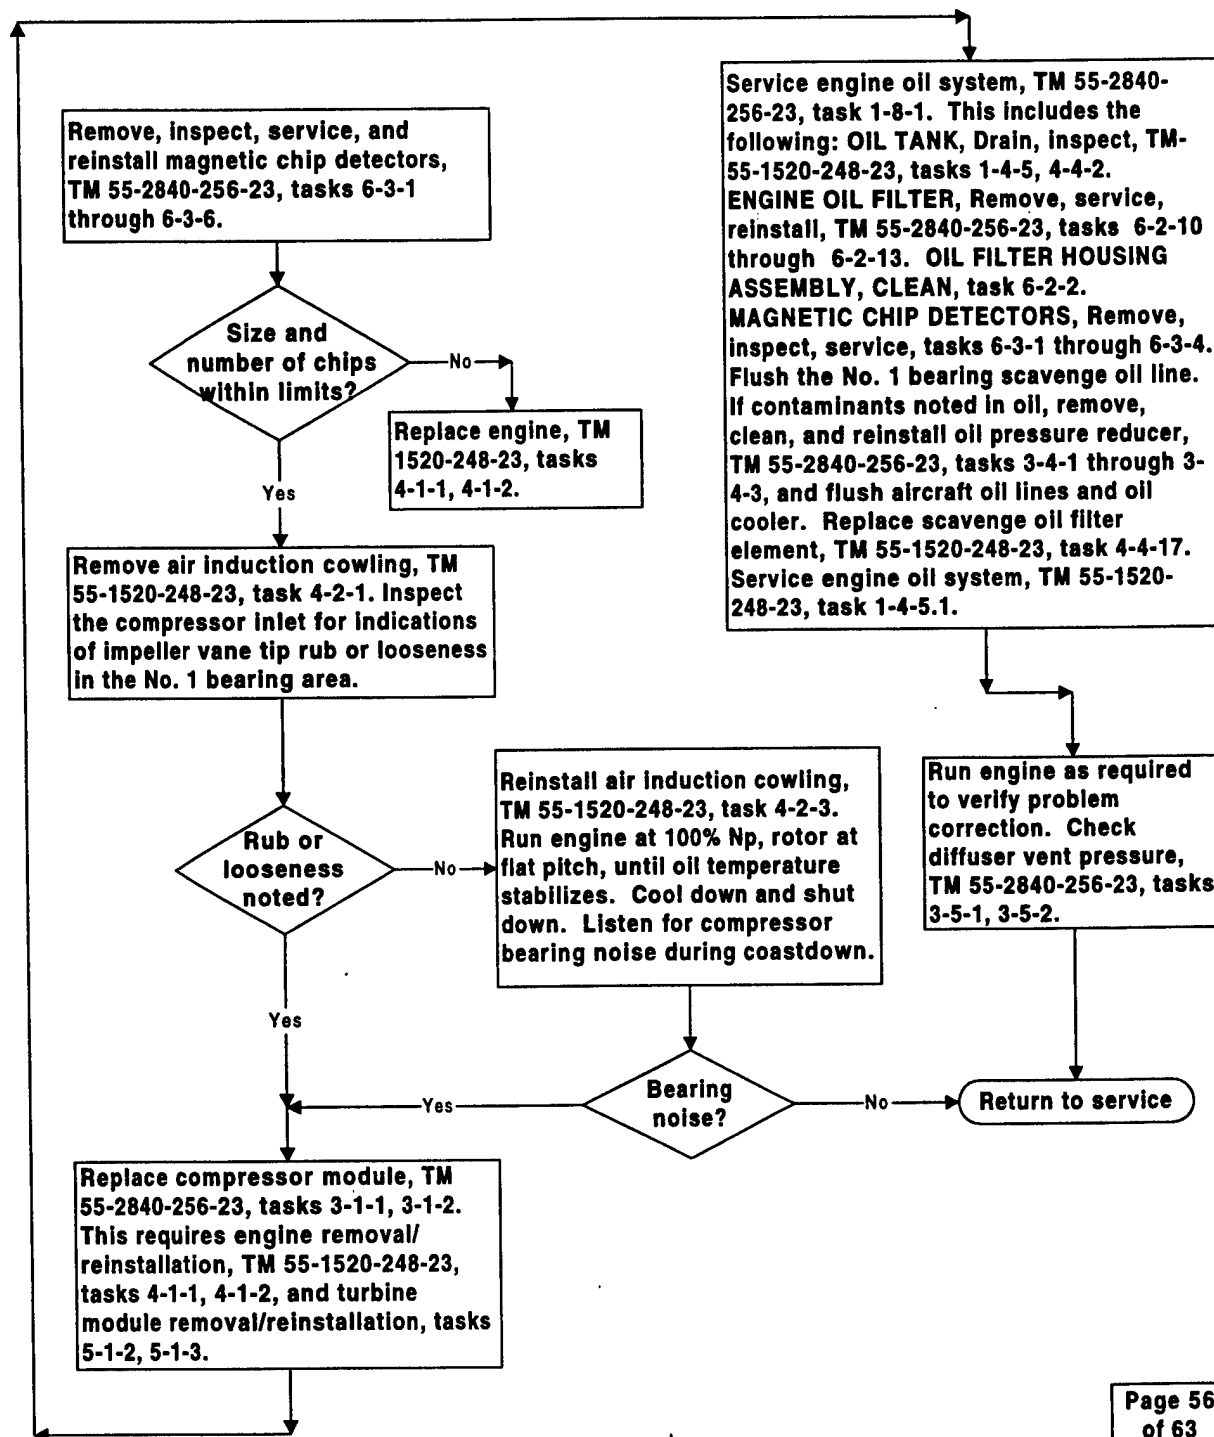 Remove, inspect, service, and
reinstall magnetic chip detectors,
TM 55-2840-256-23, tasks 6-3-1
through 6-3-6.
Size and
number of chips
within limits?
No
Replace engine, TM
1520-248-23, tasks
4-1-1, 4-1-2.
Yes
Remove air induction cowling, TM
55-1520-248-23, task 4-2-1. Inspect
the compressor inlet for indications
of impeller vane tip rub or looseness
in the No. 1 bearing area.
Rub or
looseness
noted?
No
Reinstall air induction cowling,
TM 55-1520-248-23, task 4-2-3.
Run engine at 100% Np, rotor at
flat pitch, until oil temperature
stabilizes. Cool down and shut
down. Listen for compressor
bearing noise during coastdown.
Yes
Bearing
noise?
Yes
No
Return to service
Replace compressor module, TM
55-2840-256-23, tasks 3-1-1, 3-1-2.
This requires engine removal/
reinstallation, TM 55-1520-248-23,
tasks 4-1-1, 4-1-2, and turbine
module removal/reinstallation, tasks
5-1-2, 5-1-3.
Service engine oil system, TM 55-2840-
256-23, task 1-8-1. This includes the
following: OIL TANK, Drain, inspect, TM-
55-1520-248-23, tasks 1-4-5, 4-4-2.
ENGINE OIL FILTER, Remove, service,
reinstall, TM 55-2840-256-23, tasks 6-2-10
through 6-2-13. OIL FILTER HOUSING
ASSEMBLY, CLEAN, task 6-2-2.
MAGNETIC CHIP DETECTORS, Remove,
inspect, service, tasks 6-3-1 through 6-3-4.
Flush the No. 1 bearing scavenge oil line.
If contaminants noted in oil, remove,
clean, and reinstall oil pressure reducer,
TM 55-2840-256-23, tasks 3-4-1 through 3-
4-3, and flush aircraft oil lines and oil
cooler. Replace scavenge oil filter
element, TM 55-1520-248-23, task 4-4-17.
Service engine oil system, TM 55-1520-
248-23, task 1-4-5.1.
Run engine as required
to verify problem
correction. Check
diffuser vent pressure,
TM 55-2840-256-23, tasks
3-5-1, 3-5-2.
Page 56
of 63